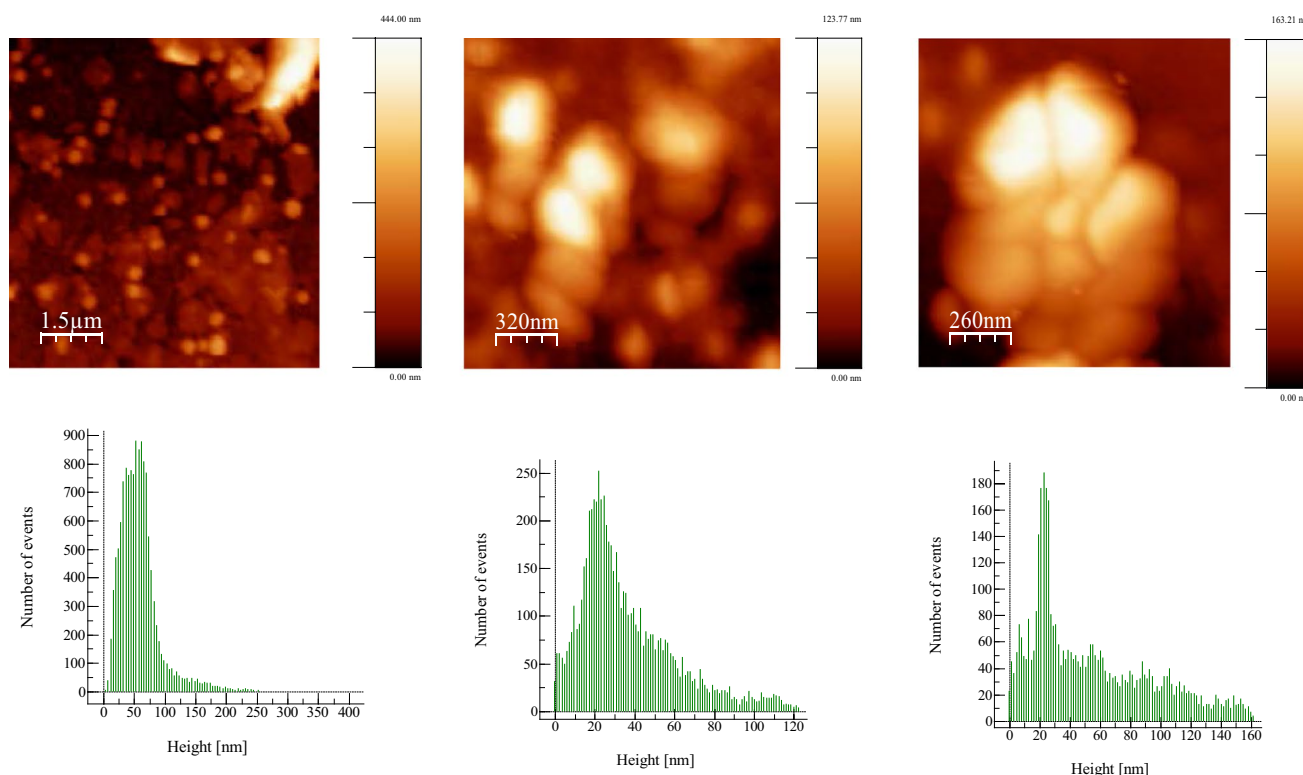 444.00 nm
123.77 nm
163.21 n
1.5µm
320nm
260nm
0.00 nm
0.00 nm
0.00 n
900
800
700
600
500
400
300
200
100
0
0 50 100 150 200 250 300 350 400
Number of events
Height [nm]
250
200
150
100
50
0
0 20 40 60 80 100 120
Number of events
Height [nm]
180
160
140
120
100
80
60
40
20
0
0 20 40 60 80 100 120 140 160
Number of events
Height [nm]